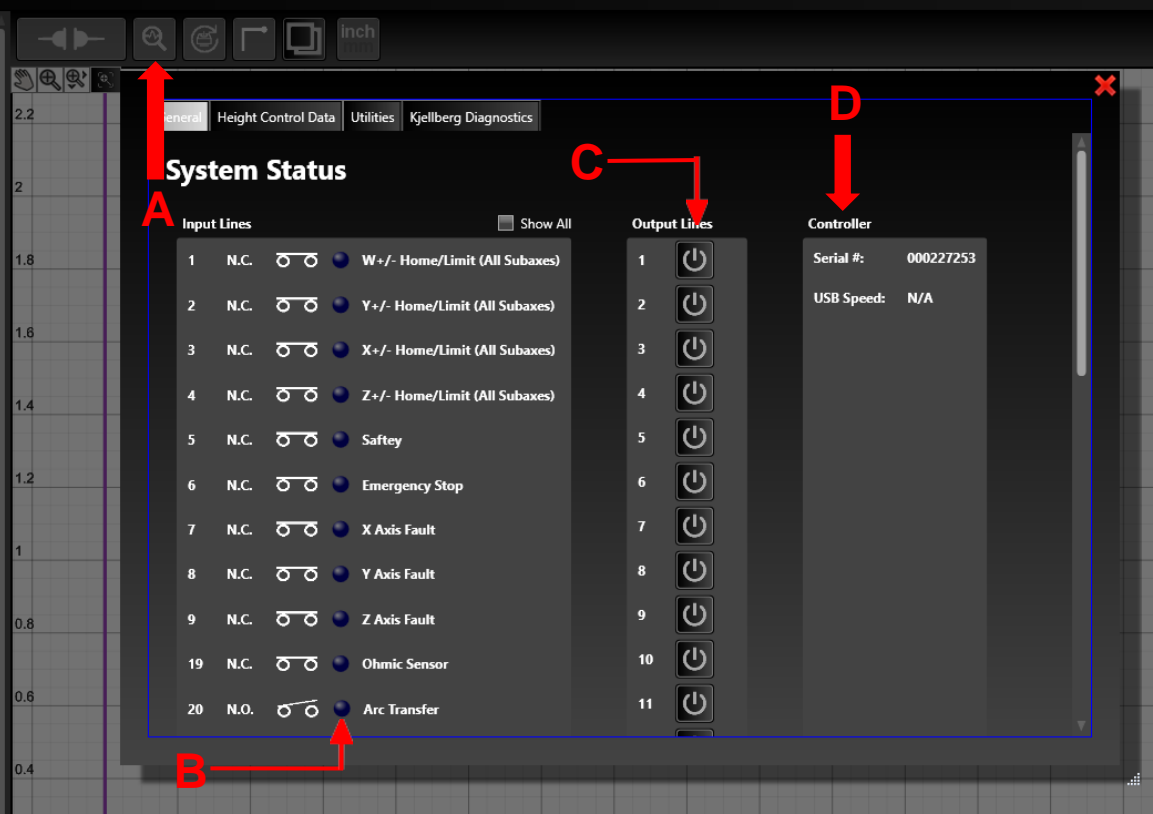 inch
mm
2.2
2
1.8
1.6
1.4
1.2
1
0.8
0.6
0.4
A
B
C
D
General Height Control Data Utilities Kjellberg Diagnostics
System Status
Input Lines Show All
1 N.C. W+/- Home/Limit (All Subaxes)
2 N.C. Y+/- Home/Limit (All Subaxes)
3 N.C. X+/- Home/Limit (All Subaxes)
4 N.C. Z+/- Home/Limit (All Subaxes)
5 N.C. Saftey
6 N.C. Emergency Stop
7 N.C. X Axis Fault
8 N.C. Y Axis Fault
9 N.C. Z Axis Fault
19 N.C. Ohmic Sensor
20 N.O. Arc Transfer
Output Lines
1
2
3
4
5
6
7
8
9
10
11
Controller
Serial #: 000227253
USB Speed: N/A